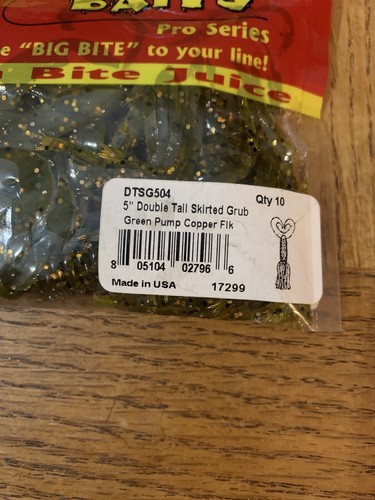 BAITS
Pro Series
e "BIG BITE" to your line!
Bite Juice
DTSG504
Qty 10
5" Double Tail Skirted Grub
Green Pump Copper Flk
8 05104 02796 6
Made in USA
17299